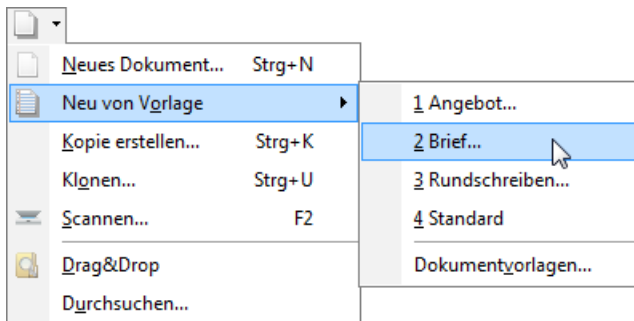 Neues Dokument... Strg+N
Neu von Vorlage
Kopie erstellen... Strg+K
Klonen... Strg+U
Scannen... F2
Drag&Drop
Durchsuchen...
1 Angebot...
2 Brief...
3 Rundschreiben...
4 Standard
Dokumentvorlagen...